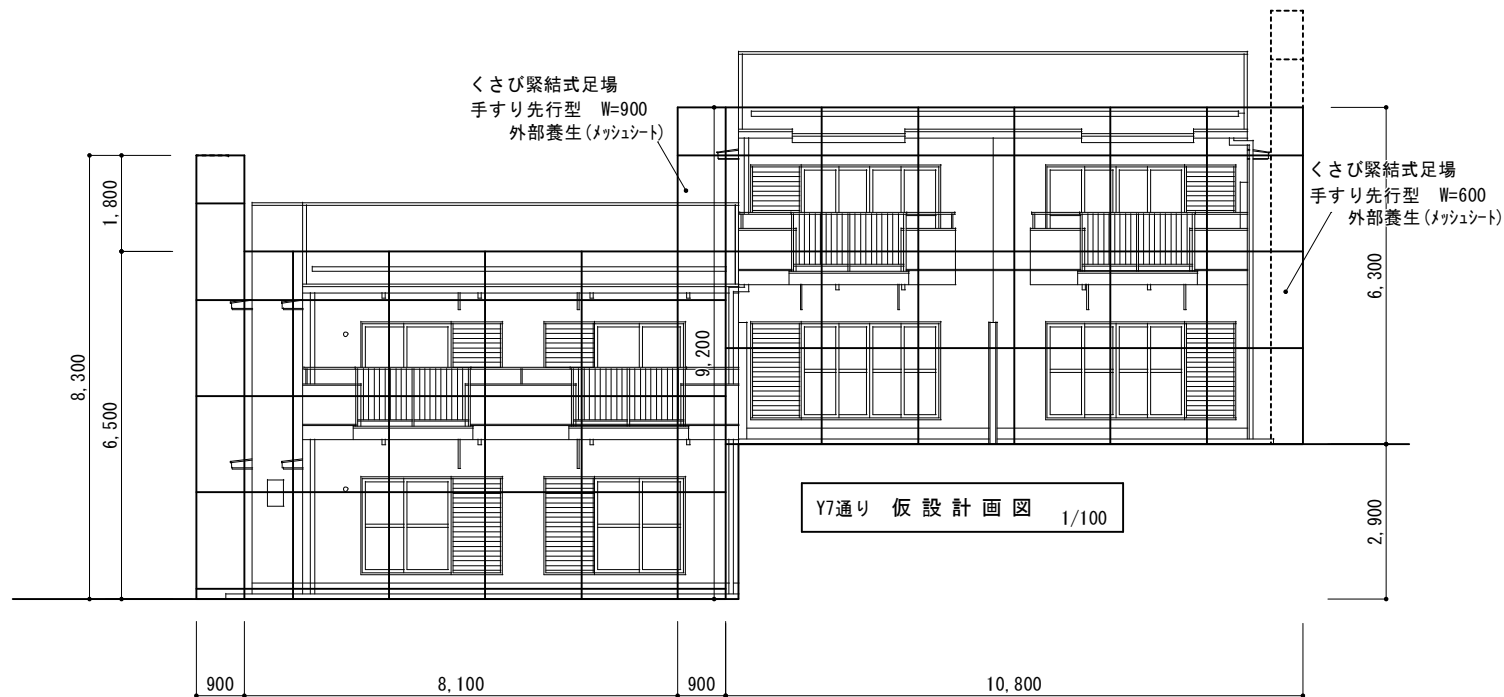 くさび緊結式足場
手すり先行型 W=900
外部養生(メッシュシート)
くさび緊結式足場
手すり先行型 W=600
外部養生(メッシュシート)
1,800
8,300
6,500
9,200
6,300
2,900
Y7通り 仮設計画図 1/100
900 8,100 900 10,800